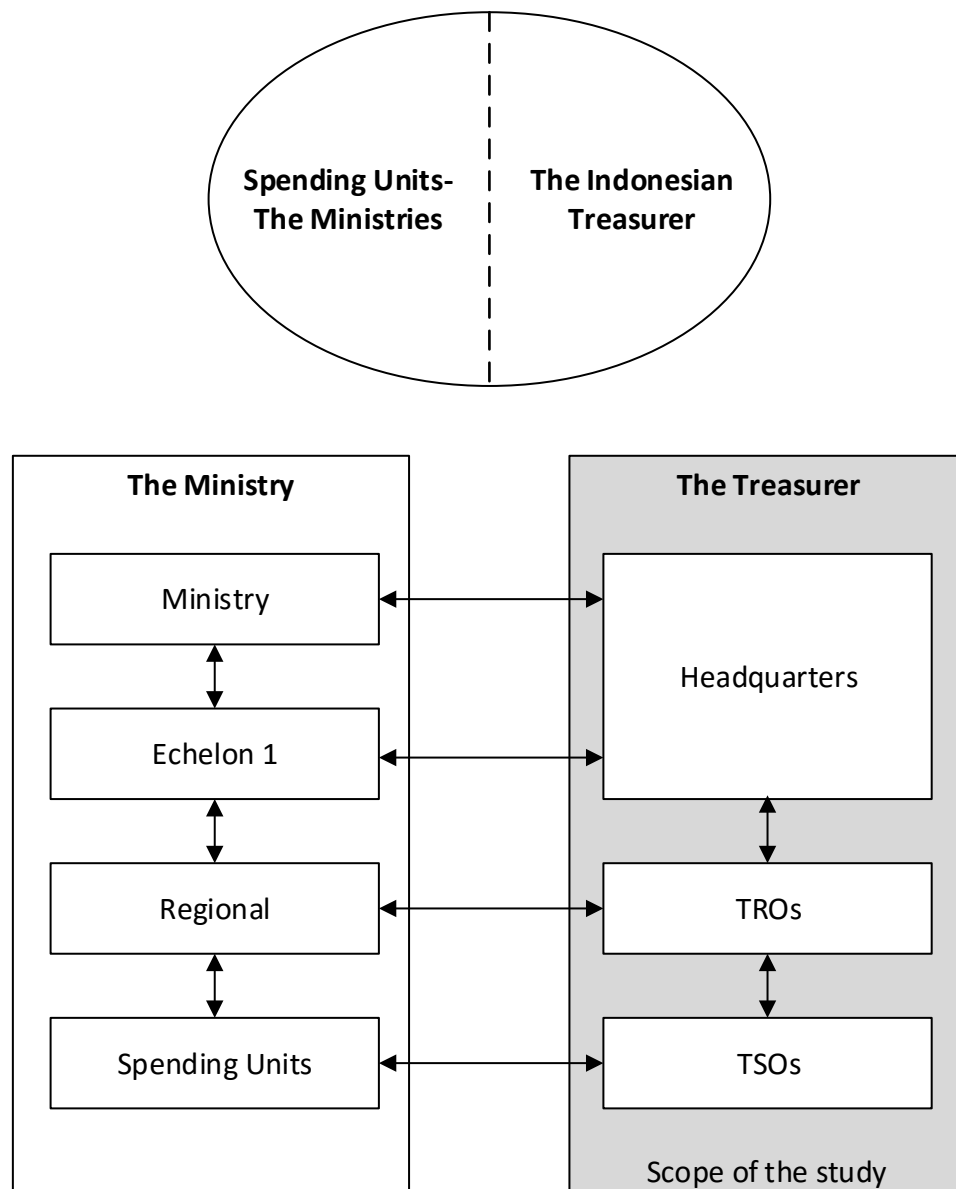 Spending Units-
The Ministries
The Indonesian
Treasurer
The Ministry
Ministry
Echelon 1
Regional
Spending Units
The Treasurer
Headquarters
TROs
TSOs
Scope of the study